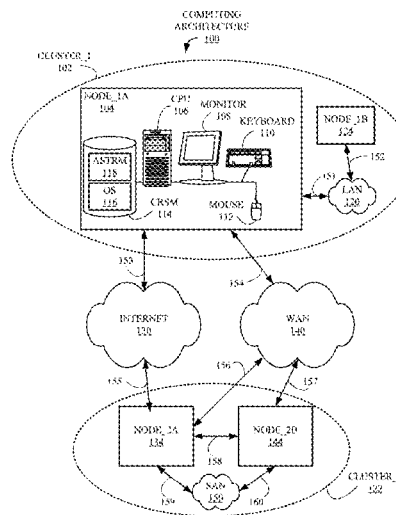 COMPUTING
ARCHITECTURE
100
CLUSTER_1
102
NODE_1A
104
CPU
106
MONITOR
108
KEYBOARD
110
NODE_1B
124
ASTRM
118
OS
116
CRSM
114
MOUSE
112
151
152
LAN
120
153
154
INTERNET
130
WAN
140
155
156
157
NODE_2A
NODE_2B
158
SAN
150
159
160
CLUSTER_
122